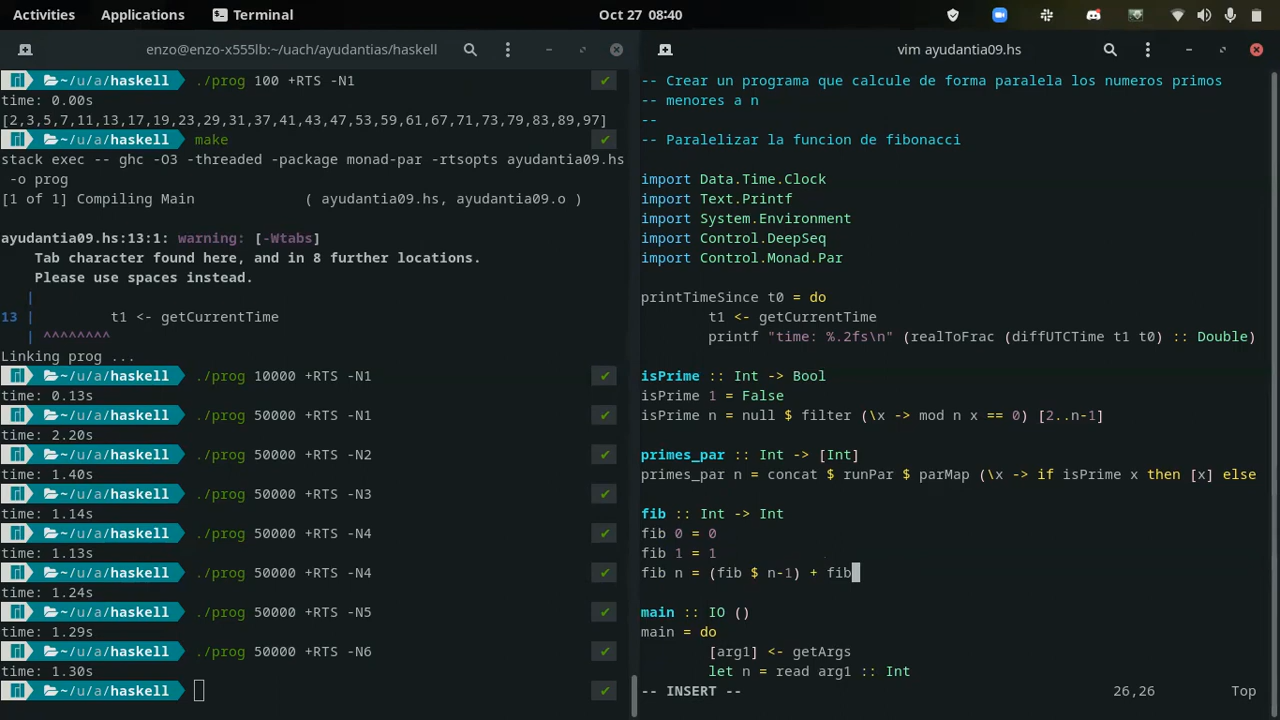 Activities Applications Terminal Oct 27 08:40
enzo@enzo-x555lb:~/uach/ayudantias/haskell
~/u/a/haskell ./prog 100 +RTS -N1 ✔
time: 0.00s
[2,3,5,7,11,13,17,19,23,29,31,37,41,43,47,53,59,61,67,71,73,79,83,89,97]
~/u/a/haskell make ✔
stack exec -- ghc -O3 -threaded -package monad-par -rtsopts ayudantia09.hs
-o prog
[1 of 1] Compiling Main ( ayudantia09.hs, ayudantia09.o )
ayudantia09.hs:13:1: warning: [-Wtabs]
Tab character found here, and in 8 further locations.
Please use spaces instead.
|
13 | t1 <- getCurrentTime
| ^^^^^^^^
Linking prog ...
~/u/a/haskell ./prog 10000 +RTS -N1 ✔
time: 0.13s
~/u/a/haskell ./prog 50000 +RTS -N1 ✔
time: 2.20s
~/u/a/haskell ./prog 50000 +RTS -N2 ✔
time: 1.40s
~/u/a/haskell ./prog 50000 +RTS -N3 ✔
time: 1.14s
~/u/a/haskell ./prog 50000 +RTS -N4 ✔
time: 1.13s
~/u/a/haskell ./prog 50000 +RTS -N4 ✔
time: 1.24s
~/u/a/haskell ./prog 50000 +RTS -N5 ✔
time: 1.29s
~/u/a/haskell ./prog 50000 +RTS -N6 ✔
time: 1.30s
~/u/a/haskell ✔
vim ayudantia09.hs
-- Crear un programa que calcule de forma paralela los numeros primos
-- menores a n
--
-- Paralelizar la funcion de fibonacci
import Data.Time.Clock
import Text.Printf
import System.Environment
import Control.DeepSeq
import Control.Monad.Par
printTimeSince t0 = do
t1 <- getCurrentTime
printf "time: %.2fs\n" (realToFrac (diffUTCTime t1 t0) :: Double)
isPrime :: Int -> Bool
isPrime 1 = False
isPrime n = null $ filter (\x -> mod n x == 0) [2..n-1]
primes_par :: Int -> [Int]
primes_par n = concat $ runPar $ parMap (\x -> if isPrime x then [x] else
fib :: Int -> Int
fib 0 = 0
fib 1 = 1
fib n = (fib $ n-1) + fib
main :: IO ()
main = do
[arg1] <- getArgs
let n = read arg1 :: Int
-- INSERT -- 26,26 Top